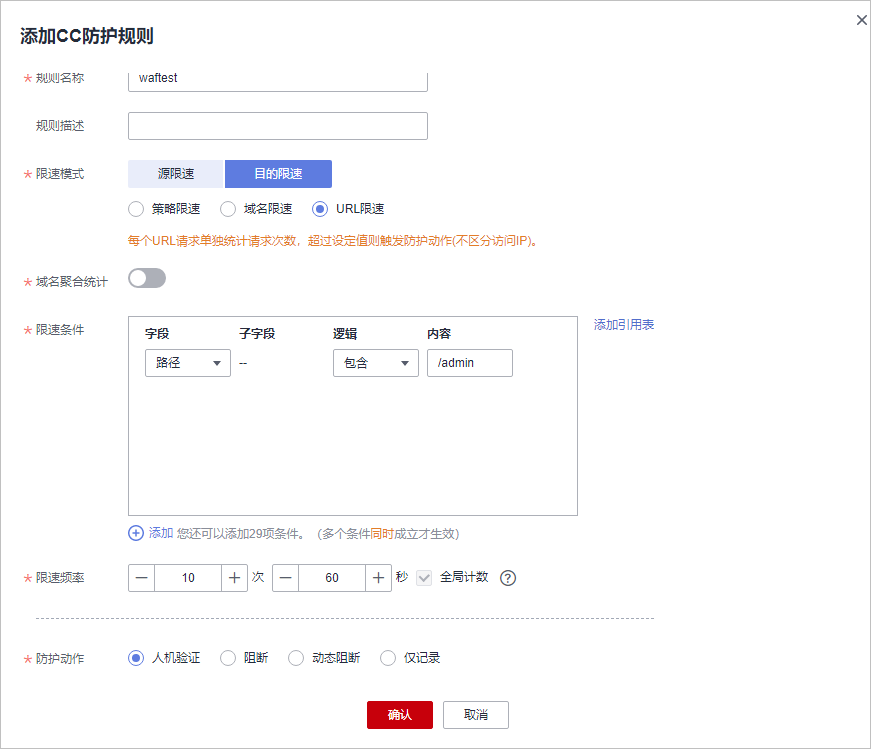 添加CC防护规则
* 规则名称 waftest
规则描述
* 限速模式 源限速 目的限速
策略限速 域名限速 URL限速
每个URL请求单独统计请求次数，超过设定值则触发防护动作(不区分访问IP)。
* 域名聚合统计
* 限速条件 添加引用表
字段 子字段 逻辑 内容
路径 -- 包含 /admin
添加 您还可以添加29项条件。（多个条件同时成立才生效）
* 限速频率 10 次 60 秒 全局计数 ?
* 防护动作 人机验证 阻断 动态阻断 仅记录
确认 取消